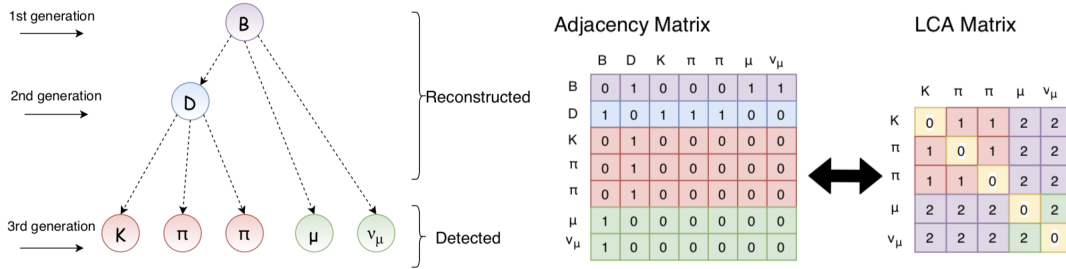 1st generation
B
2nd generation
D
Reconstructed
3rd generation
K π π μ νμ
Detected
Adjacency Matrix
B D K π π μ νμ
B 0 1 0 0 0 1 1
D 1 0 1 1 1 0 0
K 0 1 0 0 0 0 0
π 0 1 0 0 0 0 0
π 0 1 0 0 0 0 0
μ 1 0 0 0 0 0 0
νμ 1 0 0 0 0 0 0
LCA Matrix
K π π μ νμ
K 0 1 1 2 2
π 1 0 1 2 2
π 1 1 0 2 2
μ 2 2 2 0 2
νμ 2 2 2 2 0